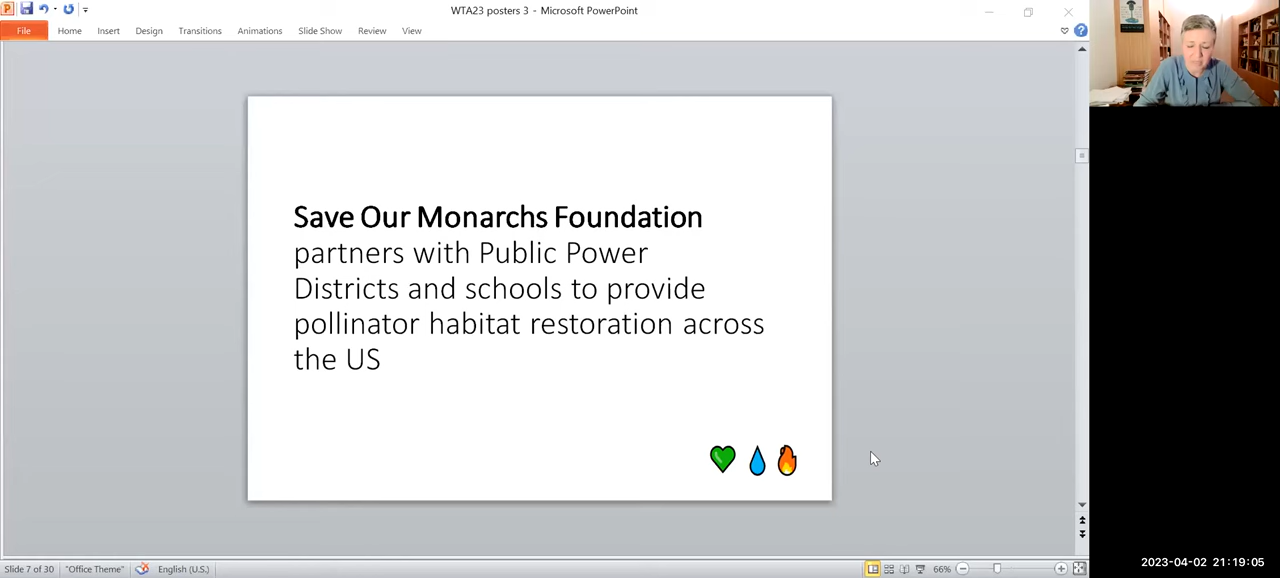 WTA23 posters 3 - Microsoft PowerPoint
File Home Insert Design Transitions Animations Slide Show Review View
Save Our Monarchs Foundation
partners with Public Power
Districts and schools to provide
pollinator habitat restoration across
the US
Slide 7 of 30 "Office Theme" English (U.S.) 66%
2023-04-02 21:19:05